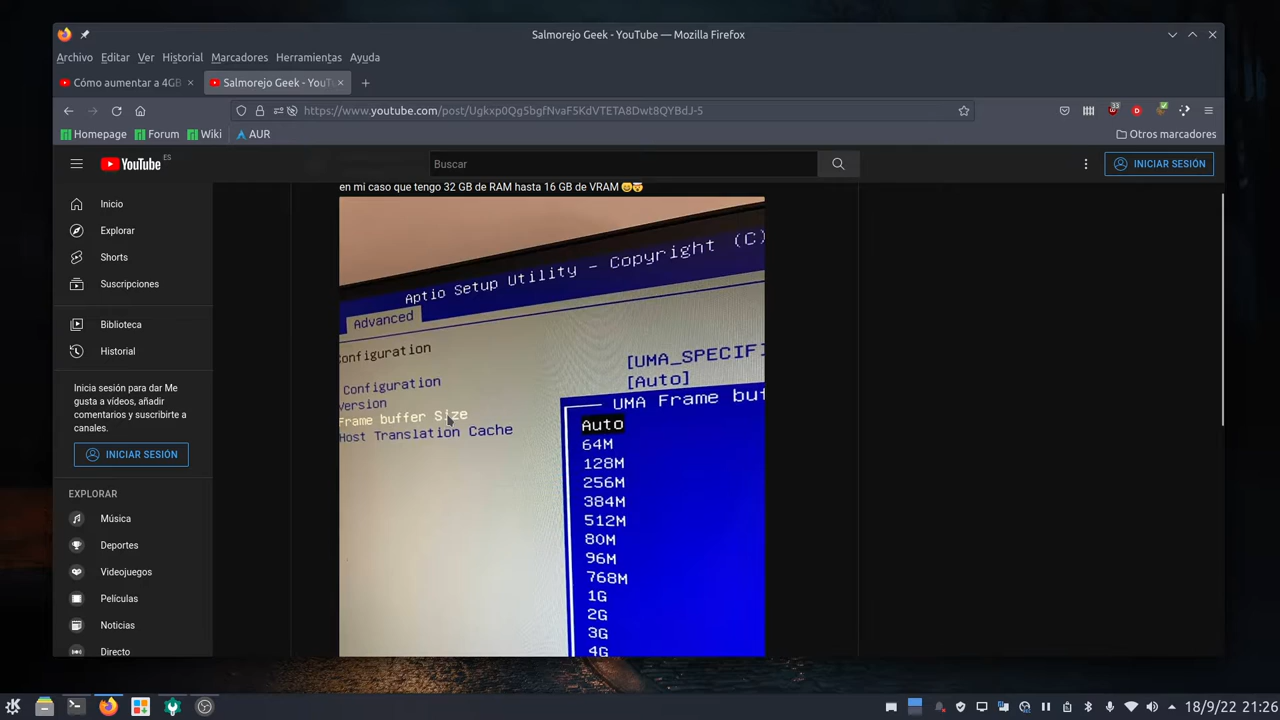 Salmorejo Geek - YouTube — Mozilla Firefox
Archivo Editar Ver Historial Marcadores Herramientas Ayuda
Cómo aumentar a 4GB
Salmorejo Geek - YouTu
https://www.youtube.com/post/Ugkxp0Qg5bgfNvaF5KdVTETA8Dwt8QYBdJ-5
33
Homepage Forum Wiki AUR Otros marcadores
YouTube ES
Buscar
INICIAR SESIÓN
en mi caso que tengo 32 GB de RAM hasta 16 GB de VRAM
Inicio
Explorar
Shorts
Suscripciones
Biblioteca
Historial
Inicia sesión para dar Me
gusta a vídeos, añadir
comentarios y suscribirte a
canales.
INICIAR SESIÓN
EXPLORAR
Música
Deportes
Videojuegos
Películas
Noticias
Directo
Aptio Setup Utility - Copyright (C)
Advanced
Configuration
Configuration
Version
Frame buffer Size
Host Translation Cache
[UMA_SPECIFI
[Auto]
UMA Frame buf
Auto
64M
128M
256M
384M
512M
80M
96M
768M
1G
2G
3G
4G
18/9/22 21:26